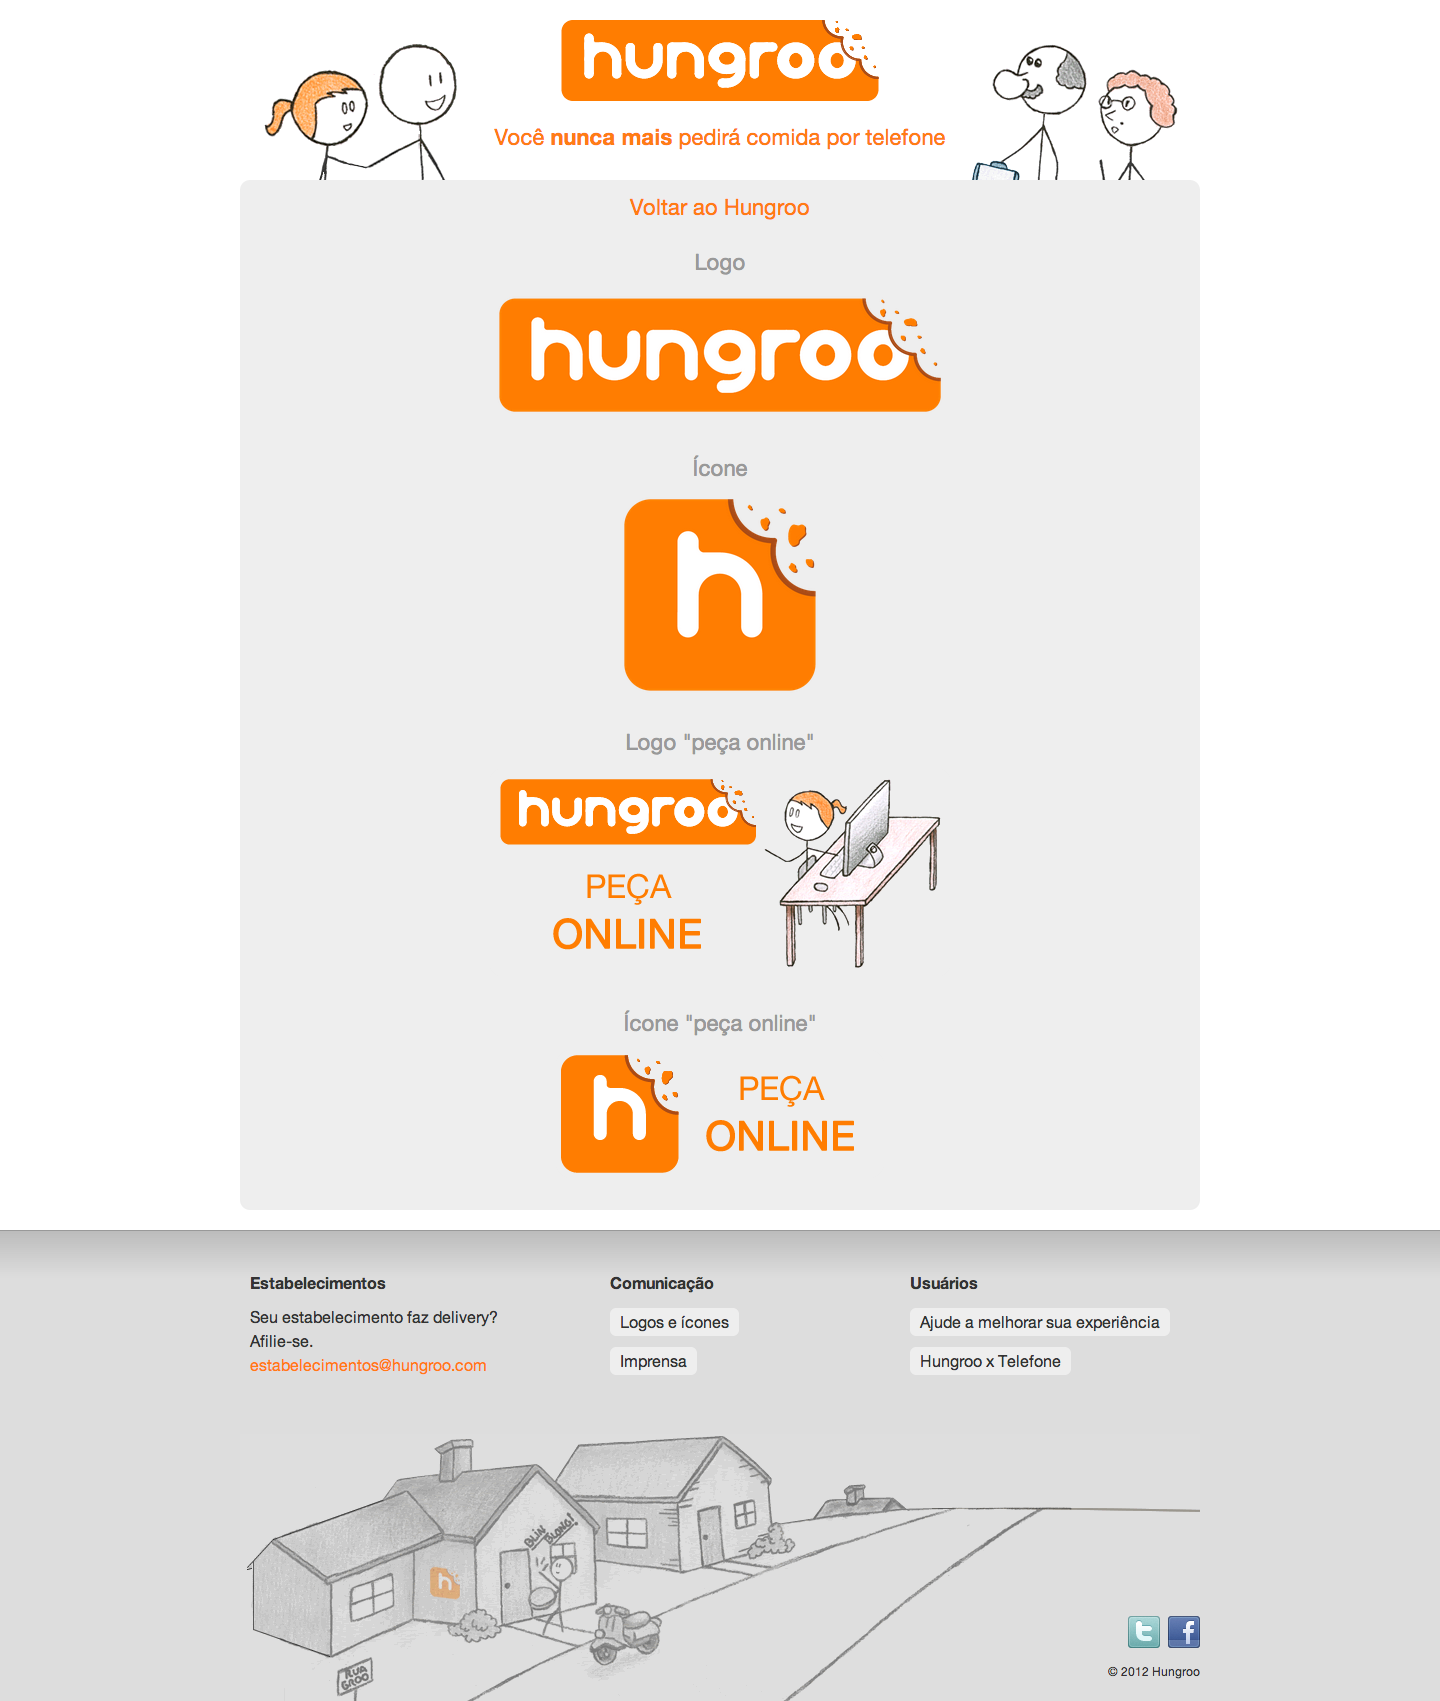 hungroo
Você nunca mais pedirá comida por telefone
Voltar ao Hungroo
Logo
hungroo
Ícone
h
Logo "peça online"
hungroo
PEÇA
ONLINE
Ícone "peça online"
h
PEÇA
ONLINE
Estabelecimentos
Seu estabelecimento faz delivery?
Afilie-se.
estabelecimentos@hungroo.com
Comunicação
Logos e ícones
Imprensa
Usuários
Ajude a melhorar sua experiência
Hungroo x Telefone
BLIN
BLONG!
h
RUA
GROO
t
f
© 2012 Hungroo